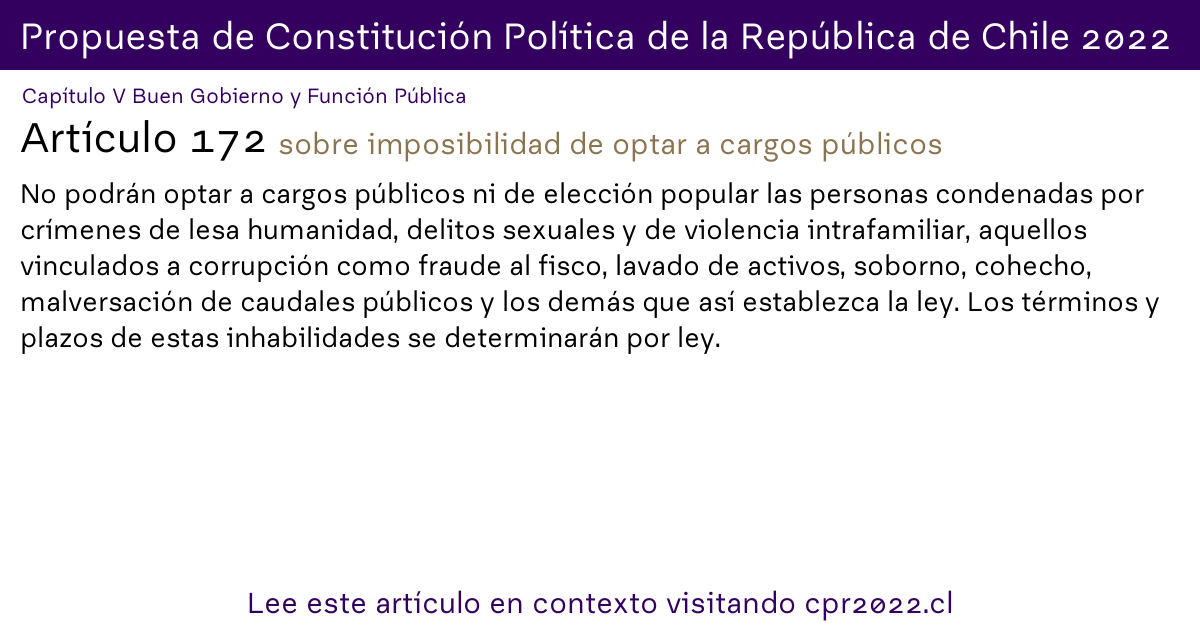 Propuesta de Constitución Política de la República de Chile 2022
Capítulo V Buen Gobierno y Función Pública
Artículo 172 sobre imposibilidad de optar a cargos públicos
No podrán optar a cargos públicos ni de elección popular las personas condenadas por
crímenes de lesa humanidad, delitos sexuales y de violencia intrafamiliar, aquellos
vinculados a corrupción como fraude al fisco, lavado de activos, soborno, cohecho,
malversación de caudales públicos y los demás que así establezca la ley. Los términos y
plazos de estas inhabilidades se determinarán por ley.
Lee este artículo en contexto visitando cpr2022.cl